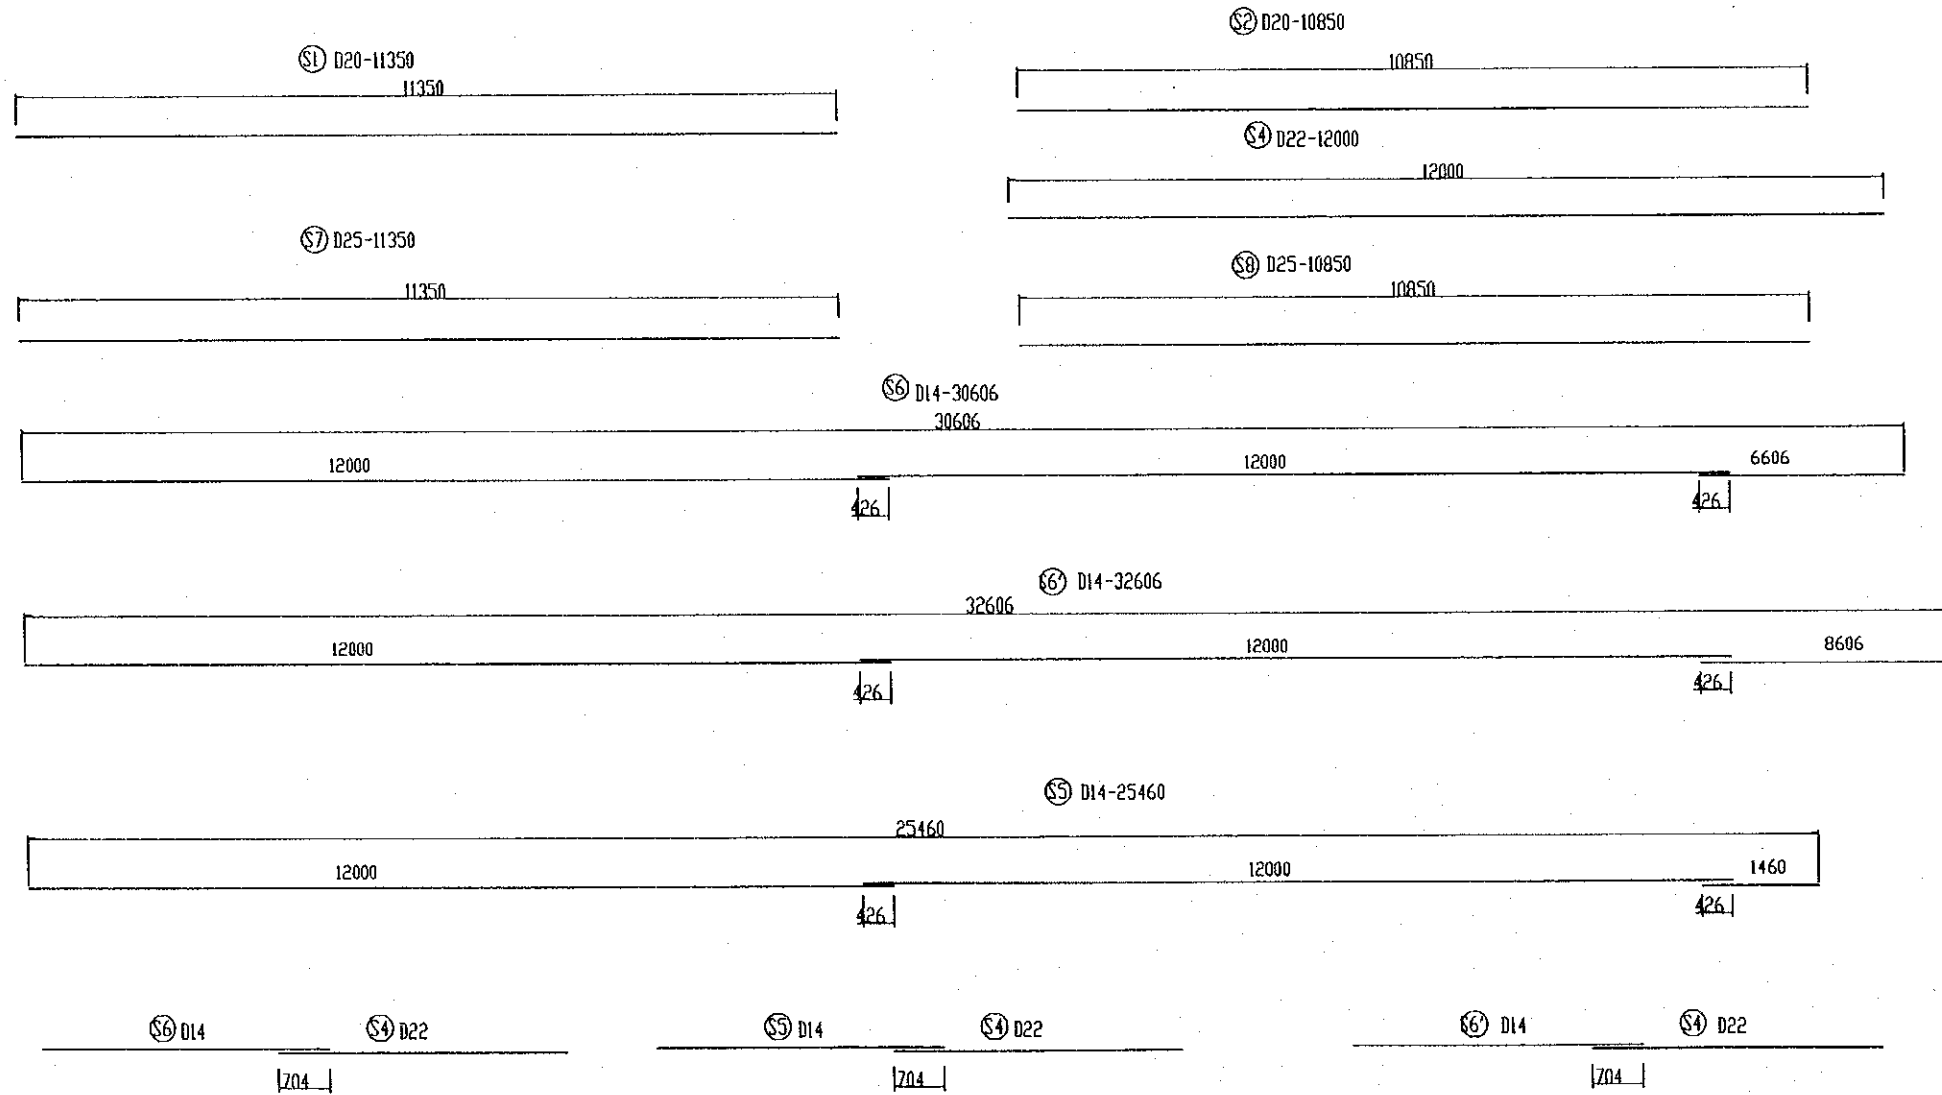 S2 D20-10850
S1 D20-11350
10850
11350
S4 D22-12000
12000
S7 D25-11350
S8 D25-10850
11350
10850
S6 D14-30606
30606
12000 12000 6606
426 426
S6' D14-32606
32606
12000 12000 8606
426 426
S5 D14-25460
25460
12000 12000 1460
426 426
S6 D14 S4 D22 S5 D14 S4 D22 S6' D14 S4 D22
704 704 704